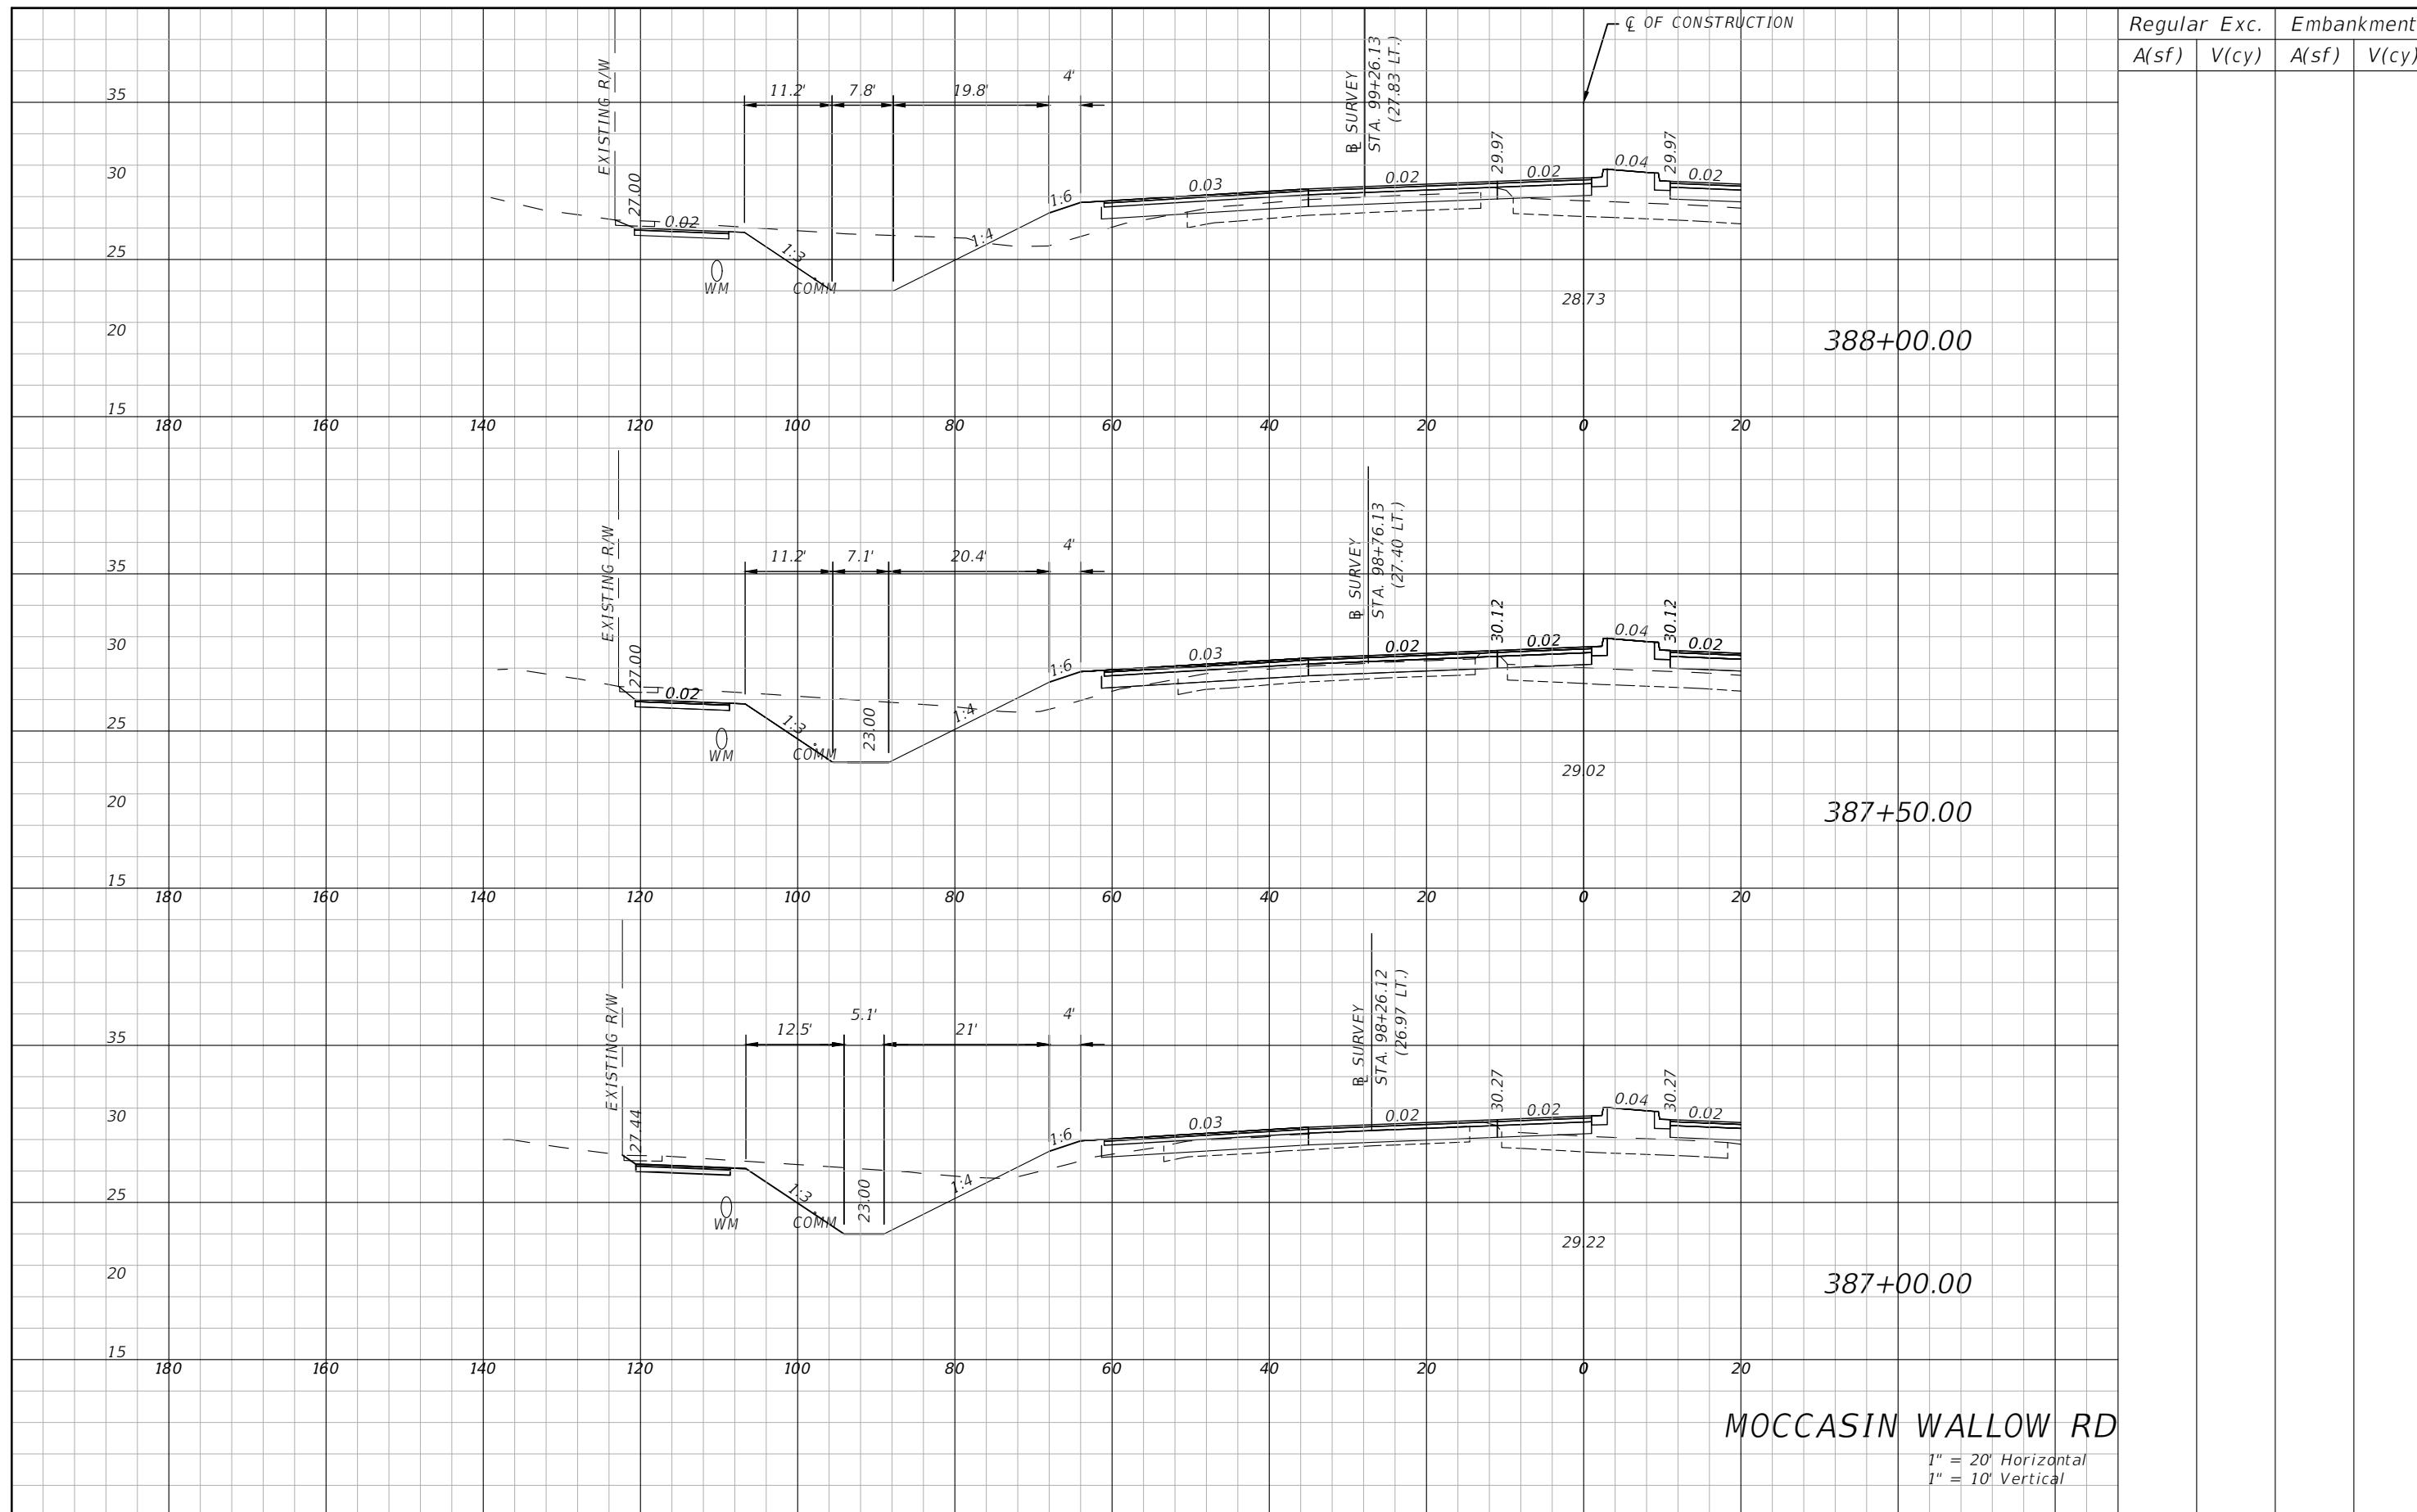 Regular Exc. Embankment
A(sf) V(cy) A(sf) V(cy)
℄ OF CONSTRUCTION
EXISTING R/W
11.2' 7.8' 19.8' 4'
B SURVEY
STA. 99+26.13
(27.83 LT.)
35
30
25
20
15
27.00
0.02
1:3
WM
COMM
1:4
1:6
0.03
0.02
29.97
0.02
0.04
29.97
0.02
28.73
388+00.00
180 160 140 120 100 80 60 40 20 0 20
EXISTING R/W
11.2' 7.1' 20.4' 4'
B SURVEY
STA. 98+76.13
(27.40 LT.)
35
30
25
20
15
27.00
0.02
1:3
WM
COMM
23.00
1:4
1:6
0.03
0.02
30.12
0.02
0.04
30.12
0.02
29.02
387+50.00
180 160 140 120 100 80 60 40 20 0 20
EXISTING R/W
12.5' 5.1' 21' 4'
B SURVEY
STA. 98+26.12
(26.97 LT.)
35
30
25
20
15
27.44
1:3
WM
COMM
23.00
1:4
1:6
0.03
0.02
30.27
0.02
0.04
30.27
0.02
29.22
387+00.00
180 160 140 120 100 80 60 40 20 0 20
MOCCASIN WALLOW RD
1" = 20' Horizontal
1" = 10' Vertical